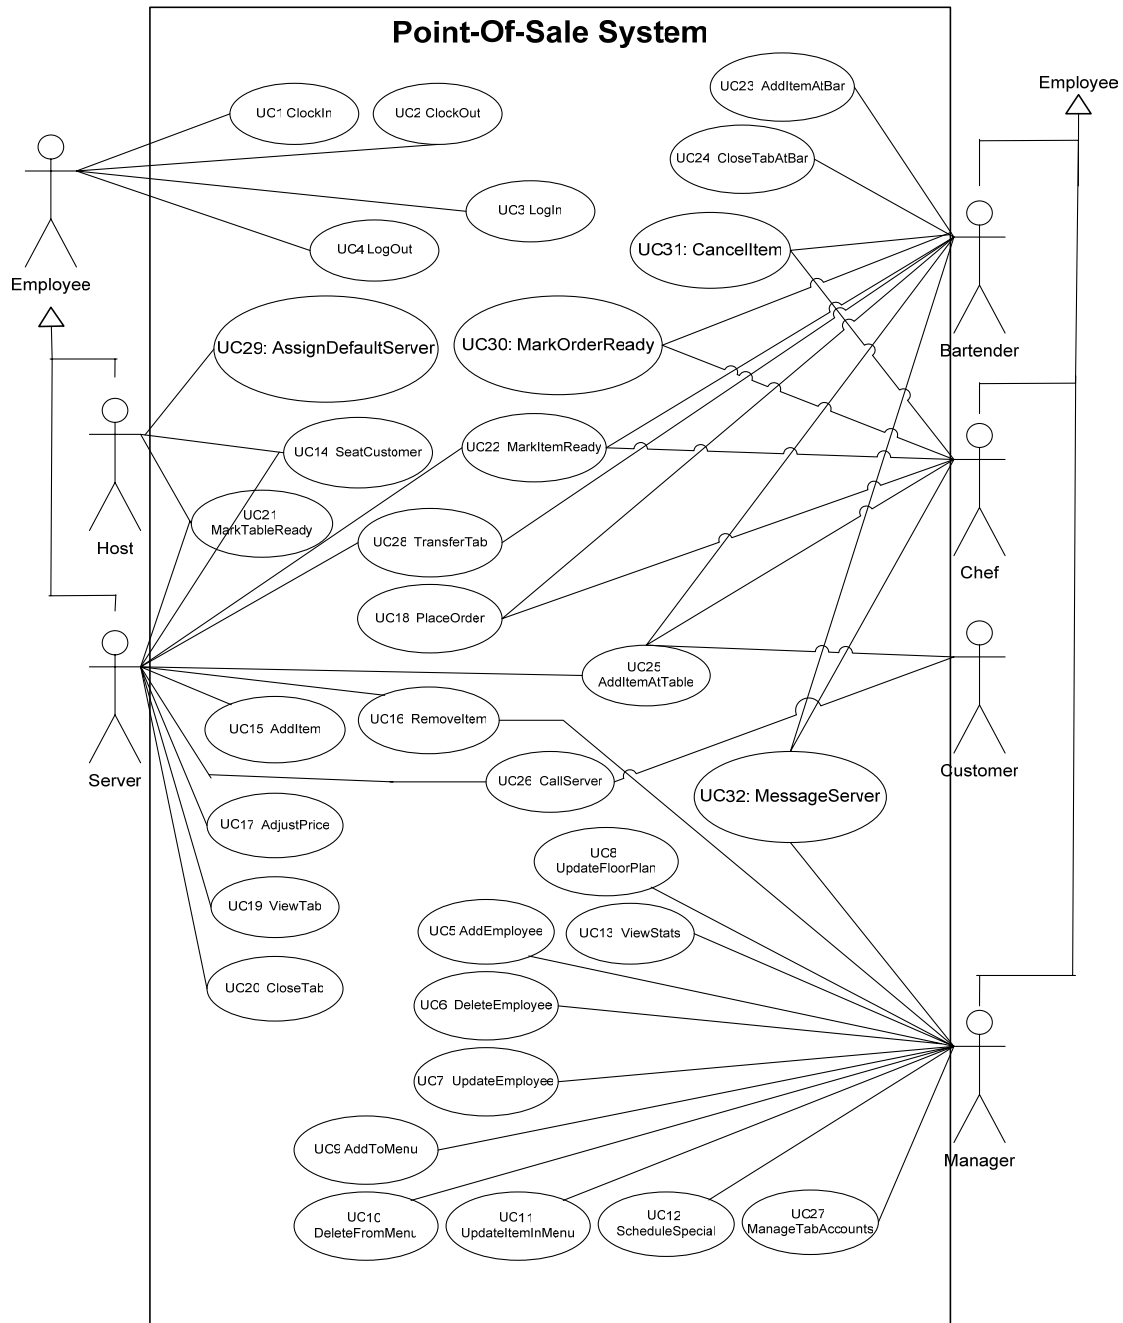 Point-Of-Sale System
UC23 AddItemAtBar
Employee
UC1 ClockIn
UC2 ClockOut
UC24 CloseTabAtBar
UC3 LogIn
UC4 LogOut
UC31: CancelItem
Employee
UC29: AssignDefaultServer
UC30: MarkOrderReady
Bartender
UC14 SeatCustomer
UC22 MarkItemReady
UC21
MarkTableReady
Host
UC28 TransferTab
Chef
UC18 PlaceOrder
UC25
AddItemAtTable
UC15 AddItem
UC16 RemoveItem
Server
UC26 CallServer
Customer
UC32: MessageServer
UC17 AdjustPrice
UC8
UpdateFloorPlan
UC19 ViewTab
UC5 AddEmployee
UC13 ViewStats
UC20 CloseTab
UC6 DeleteEmployee
UC7 UpdateEmployee
UC9 AddToMenu
Manager
UC10
DeleteFromMenu
UC11
UpdateItemInMenu
UC12
ScheduleSpecial
UC27
ManageTabAccounts